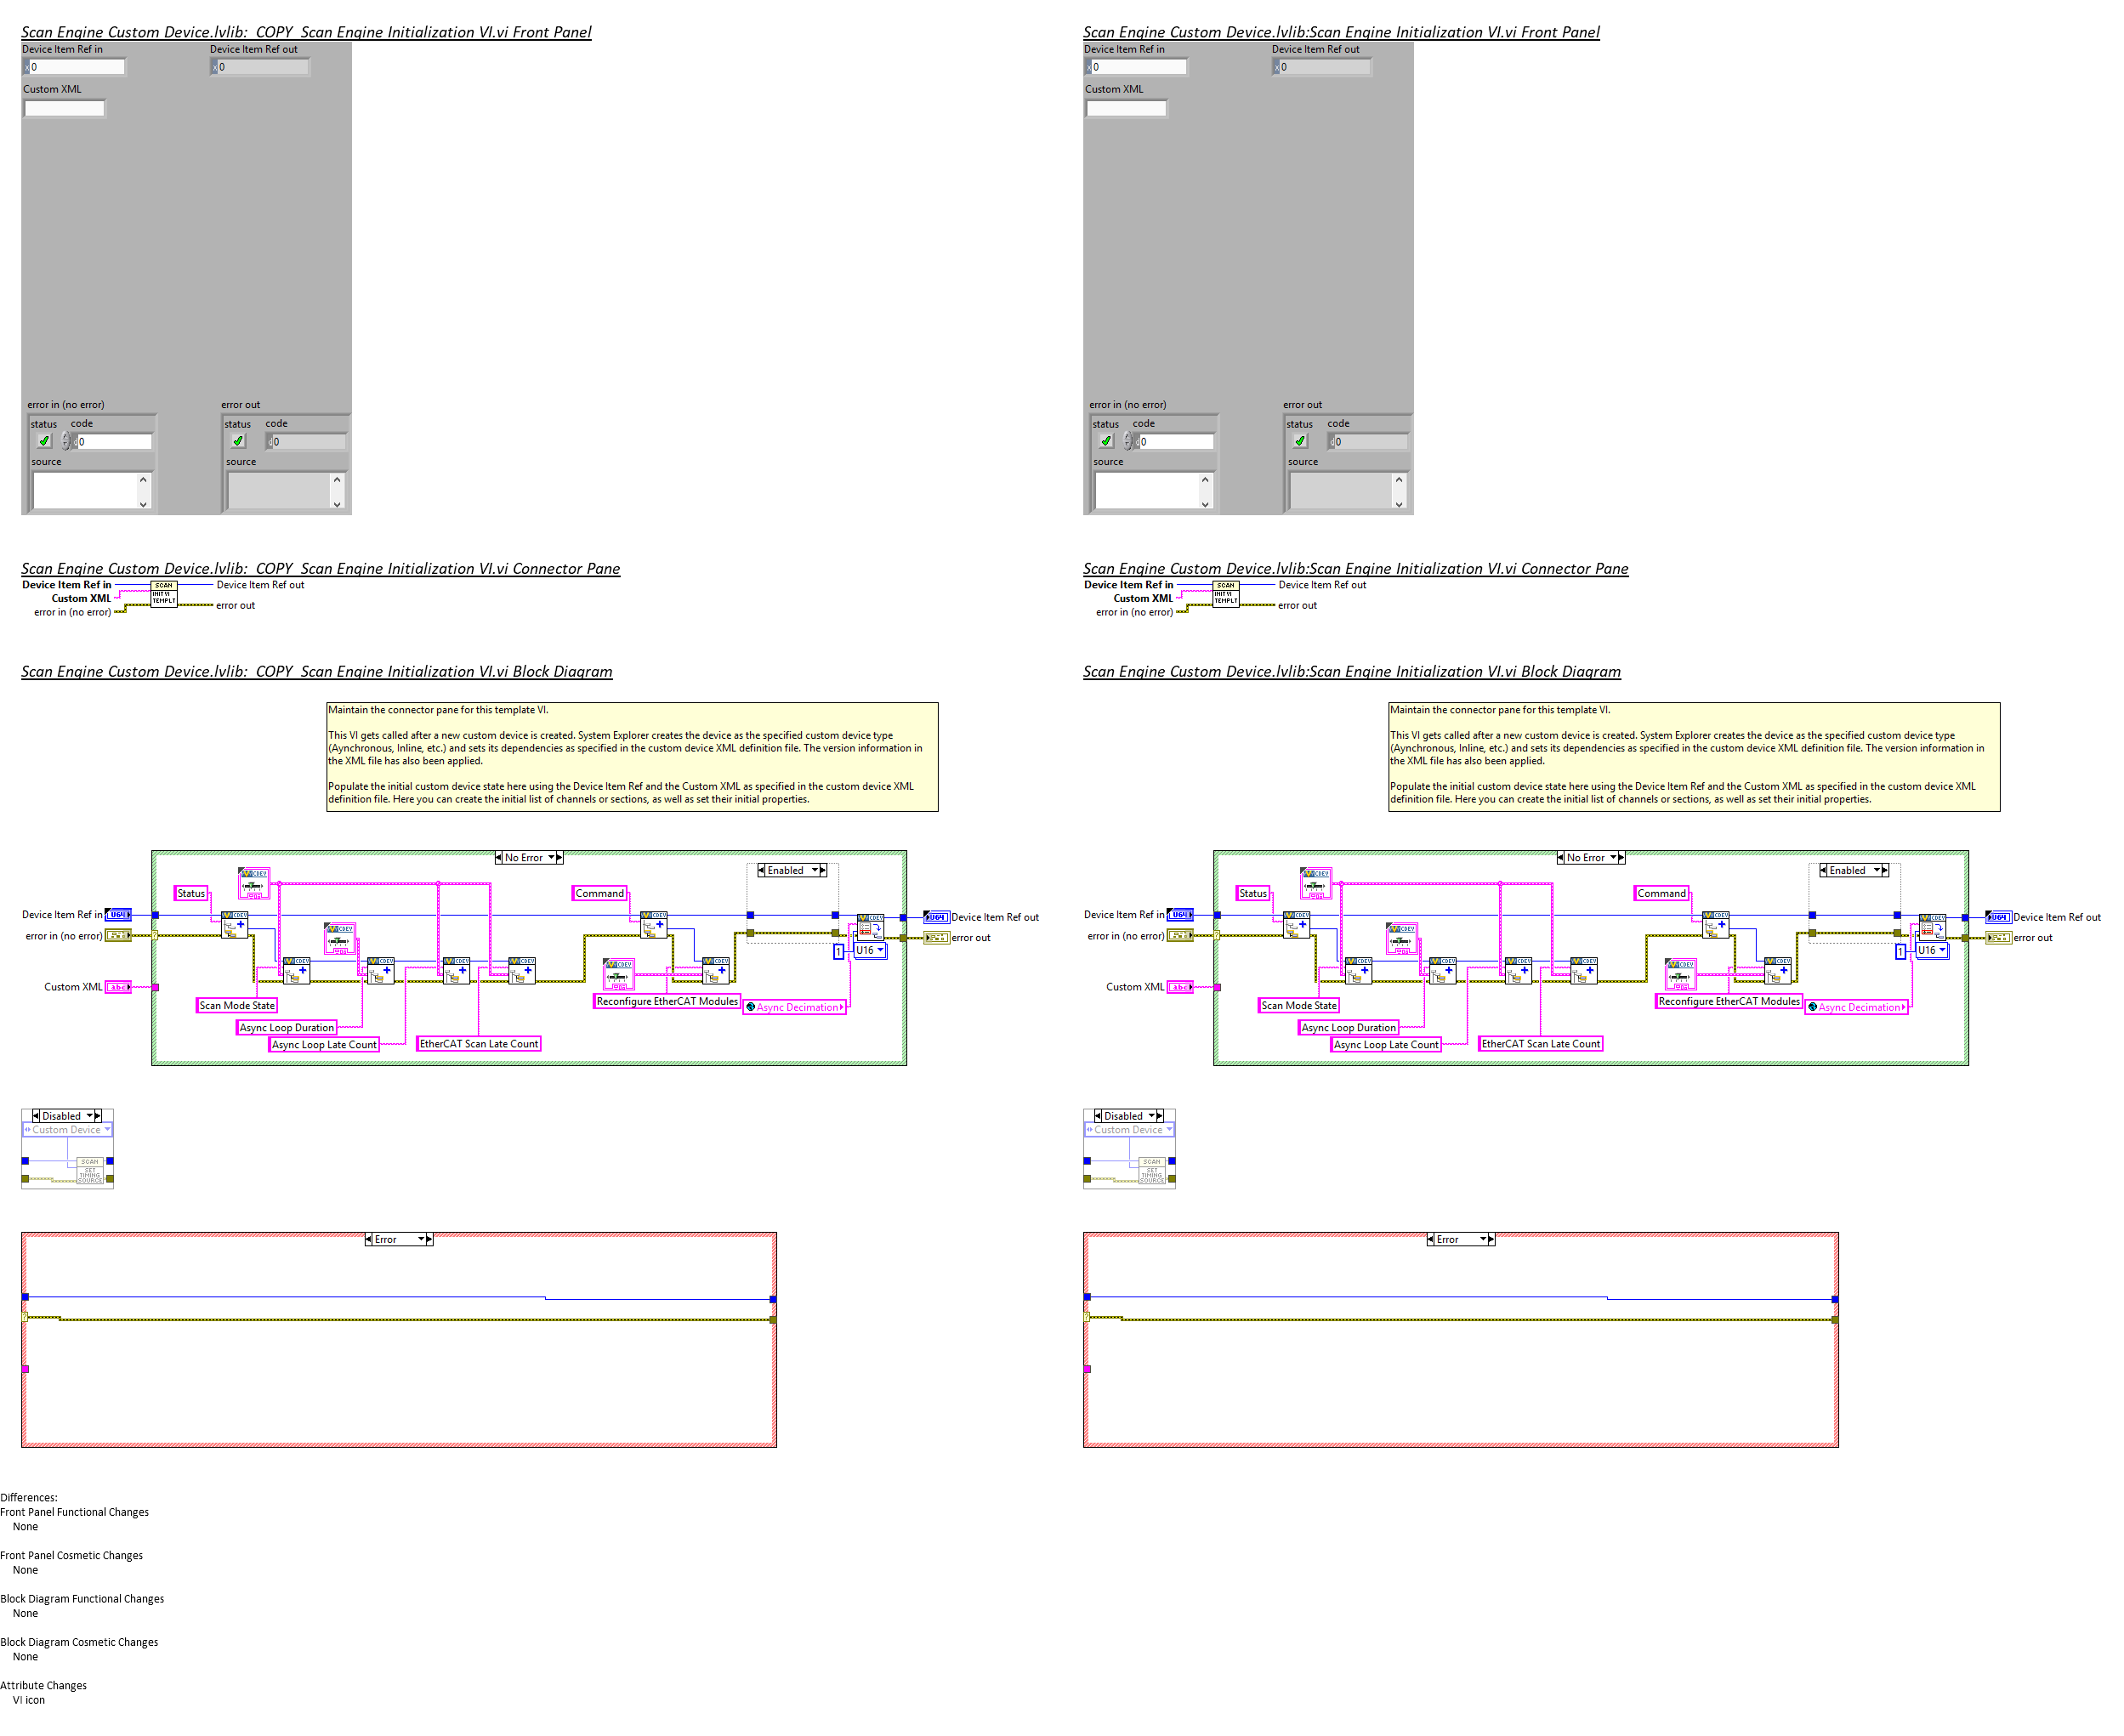 Scan Engine Custom Device.lvlib:_COPY_Scan Engine Initialization VI.vi Front Panel
Device Item Ref in
Device Item Ref out
x 0
x 0
Custom XML
error in (no error)
error out
status
code
status
code
d 0
d 0
source
source
Scan Engine Custom Device.lvlib:_COPY_Scan Engine Initialization VI.vi Connector Pane
Device Item Ref in
Device Item Ref out
Custom XML
error in (no error)
error out
SCAN
INIT VI
TEMPLT
Scan Engine Custom Device.lvlib:_COPY_Scan Engine Initialization VI.vi Block Diagram
Maintain the connector pane for this template VI.
This VI gets called after a new custom device is created. System Explorer creates the device as the specified custom device type
(Aynchronous, Inline, etc.) and sets its dependencies as specified in the custom device XML definition file. The version information in
the XML file has also been applied.
Populate the initial custom device state here using the Device Item Ref and the Custom XML as specified in the custom device XML
definition file. Here you can create the initial list of channels or sections, as well as set their initial properties.
No Error
Enabled
Status
Command
Device Item Ref in
U64
U64
Device Item Ref out
error in (no error)
error out
1
U16
Custom XML
abc
Scan Mode State
Reconfigure EtherCAT Modules
Async Decimation
Async Loop Duration
Async Loop Late Count
EtherCAT Scan Late Count
Disabled
Custom Device
SCAN
SET
TIMING
SOURCE
Error
Differences:
Front Panel Functional Changes
None
Front Panel Cosmetic Changes
None
Block Diagram Functional Changes
None
Block Diagram Cosmetic Changes
None
Attribute Changes
VI icon
Scan Engine Custom Device.lvlib:Scan Engine Initialization VI.vi Front Panel
Device Item Ref in
Device Item Ref out
x 0
x 0
Custom XML
error in (no error)
error out
status
code
status
code
d 0
d 0
source
source
Scan Engine Custom Device.lvlib:Scan Engine Initialization VI.vi Connector Pane
Device Item Ref in
Device Item Ref out
Custom XML
error in (no error)
error out
SCAN
INIT VI
TEMPLT
Scan Engine Custom Device.lvlib:Scan Engine Initialization VI.vi Block Diagram
Maintain the connector pane for this template VI.
This VI gets called after a new custom device is created. System Explorer creates the device as the specified custom device type
(Aynchronous, Inline, etc.) and sets its dependencies as specified in the custom device XML definition file. The version information in
the XML file has also been applied.
Populate the initial custom device state here using the Device Item Ref and the Custom XML as specified in the custom device XML
definition file. Here you can create the initial list of channels or sections, as well as set their initial properties.
No Error
Enabled
Status
Command
Device Item Ref in
U64
U64
Device Item Ref out
error in (no error)
error out
1
U16
Custom XML
abc
Scan Mode State
Reconfigure EtherCAT Modules
Async Decimation
Async Loop Duration
Async Loop Late Count
EtherCAT Scan Late Count
Disabled
Custom Device
SCAN
SET
TIMING
SOURCE
Error